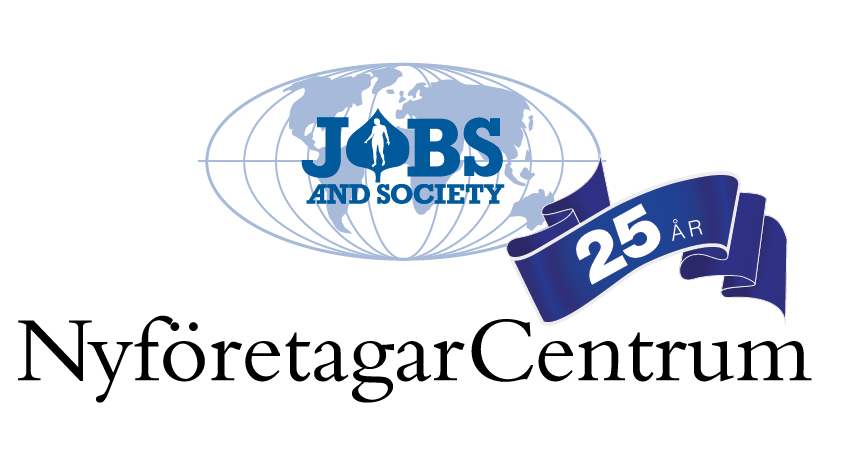 JOBS
AND SOCIETY
25 ÅR
NyföretagarCentrum